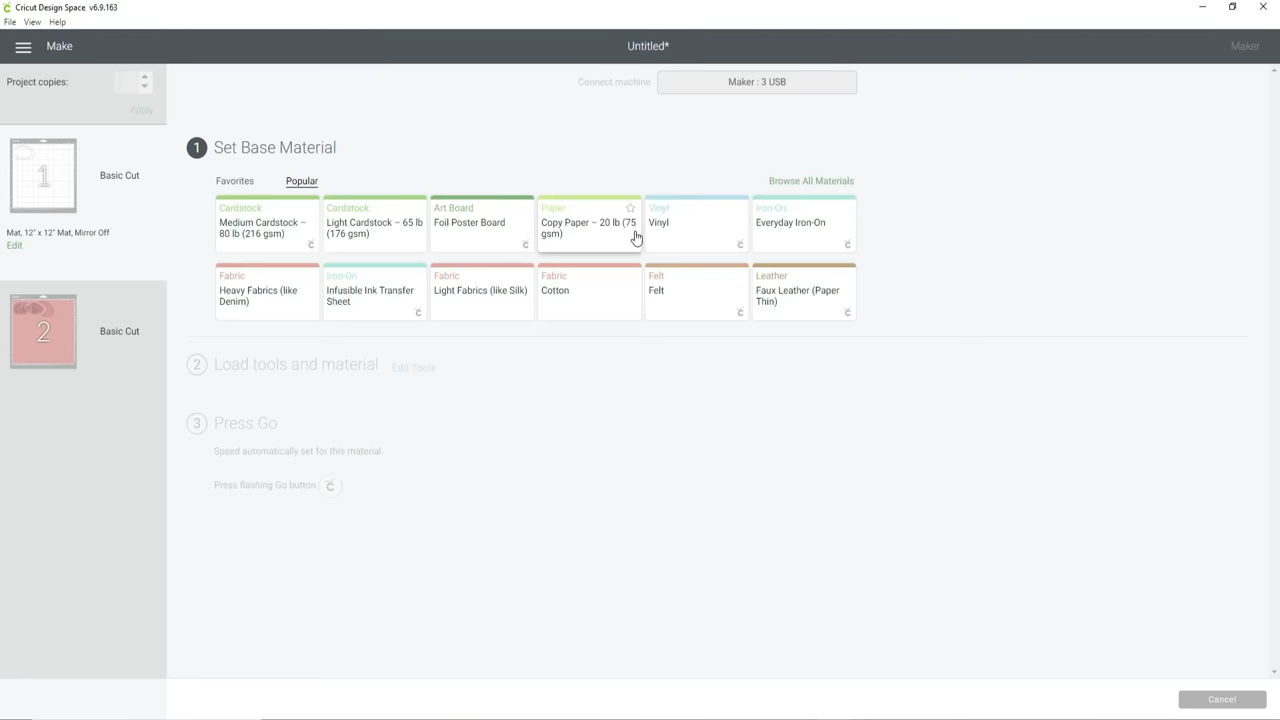 Cricut Design Space v6.9.163
File View Help
Make
Untitled*
Maker
Project copies:
Apply
Connect machine
Maker : 3 USB
1
Basic Cut
Mat, 12" x 12" Mat, Mirror Off
Edit
2
Basic Cut
1 Set Base Material
Favorites
Popular
Browse All Materials
Cardstock
Medium Cardstock –
80 lb (216 gsm)
Cardstock
Light Cardstock – 65 lb
(176 gsm)
Art Board
Foil Poster Board
Paper
Copy Paper – 20 lb (75
gsm)
Vinyl
Vinyl
Iron-On
Everyday Iron-On
Fabric
Heavy Fabrics (like
Denim)
Iron-On
Infusible Ink Transfer
Sheet
Fabric
Light Fabrics (like Silk)
Fabric
Cotton
Felt
Felt
Leather
Faux Leather (Paper
Thin)
2 Load tools and material Edit Tools
3 Press Go
Speed automatically set for this material.
Press flashing Go button
Cancel